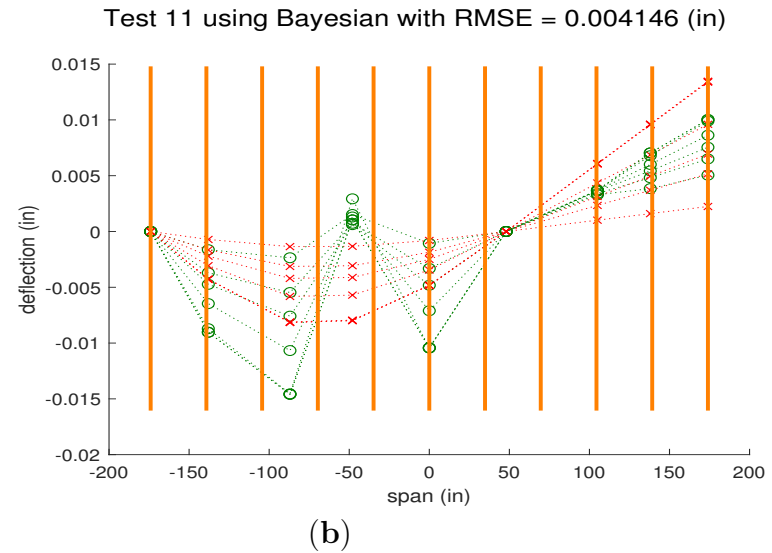 Test 11 using Bayesian with RMSE = 0.004146 (in)
0.015
0.01
0.005
0
-0.005
-0.01
-0.015
-0.02
deflection (in)
-200 -150 -100 -50 0 50 100 150 200
span (in)
(b)